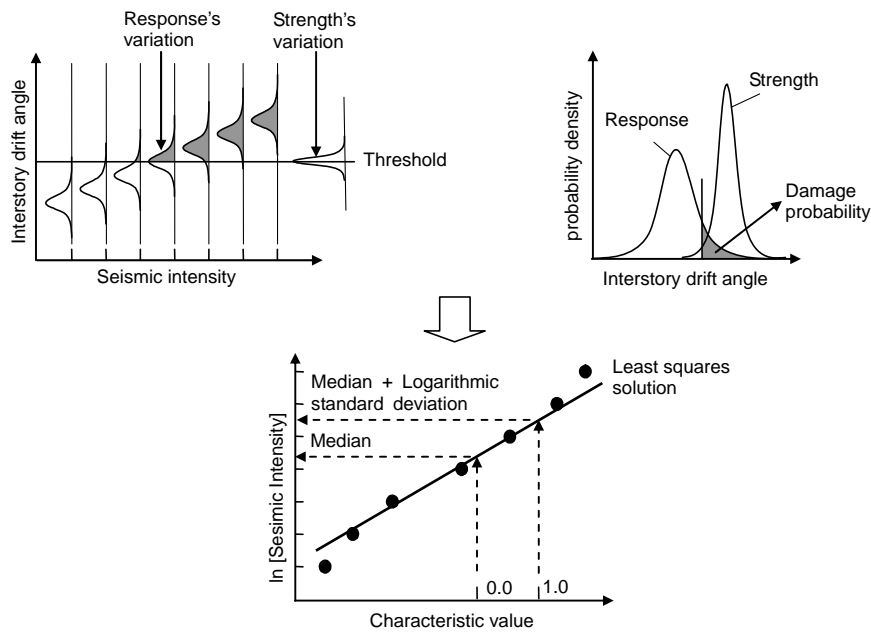 Response's
variation
Strength's
variation
Interstory drift angle
Threshold
Seismic intensity
probability density
Response
Strength
Damage
probability
Interstory drift angle
ln [Sesimic Intensity]
Median + Logarithmic
standard deviation
Median
Least squares
solution
0.0
1.0
Characteristic value